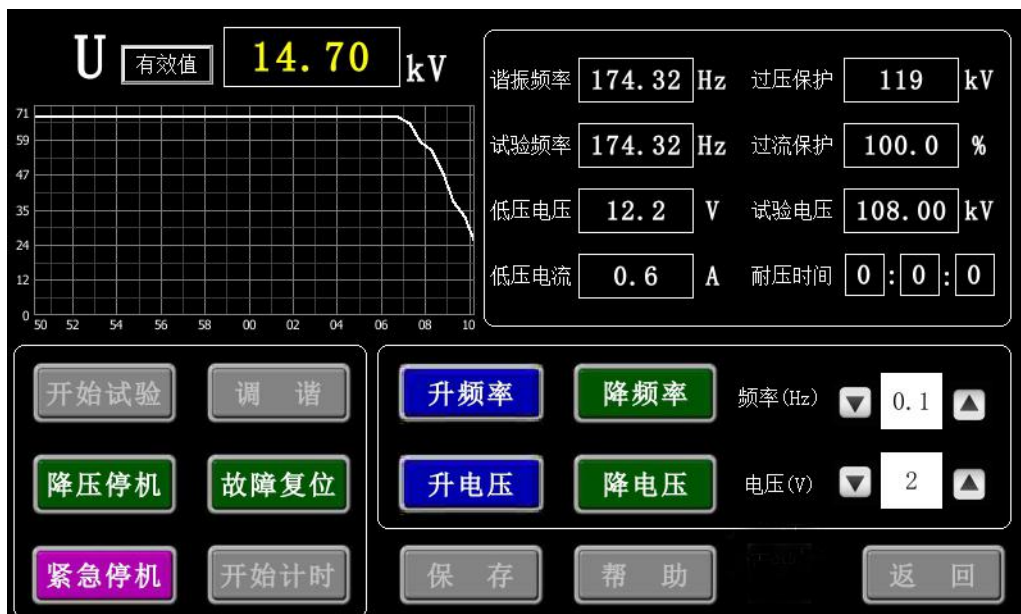 U 有效值 14.70 kV
谐振频率 174.32 Hz 过压保护 119 kV
试验频率 174.32 Hz 过流保护 100.0 %
低压电压 12.2 V 试验电压 108.00 kV
低压电流 0.6 A 耐压时间 0 : 0 : 0
71
59
47
35
24
12
0
50 52 54 56 58 00 02 04 06 08 10
开始试验 调 谐 升频率 降频率 频率(Hz) 0.1
降压停机 故障复位 升电压 降电压 电压(V) 2
紧急停机 开始计时 保 存 帮 助 返 回